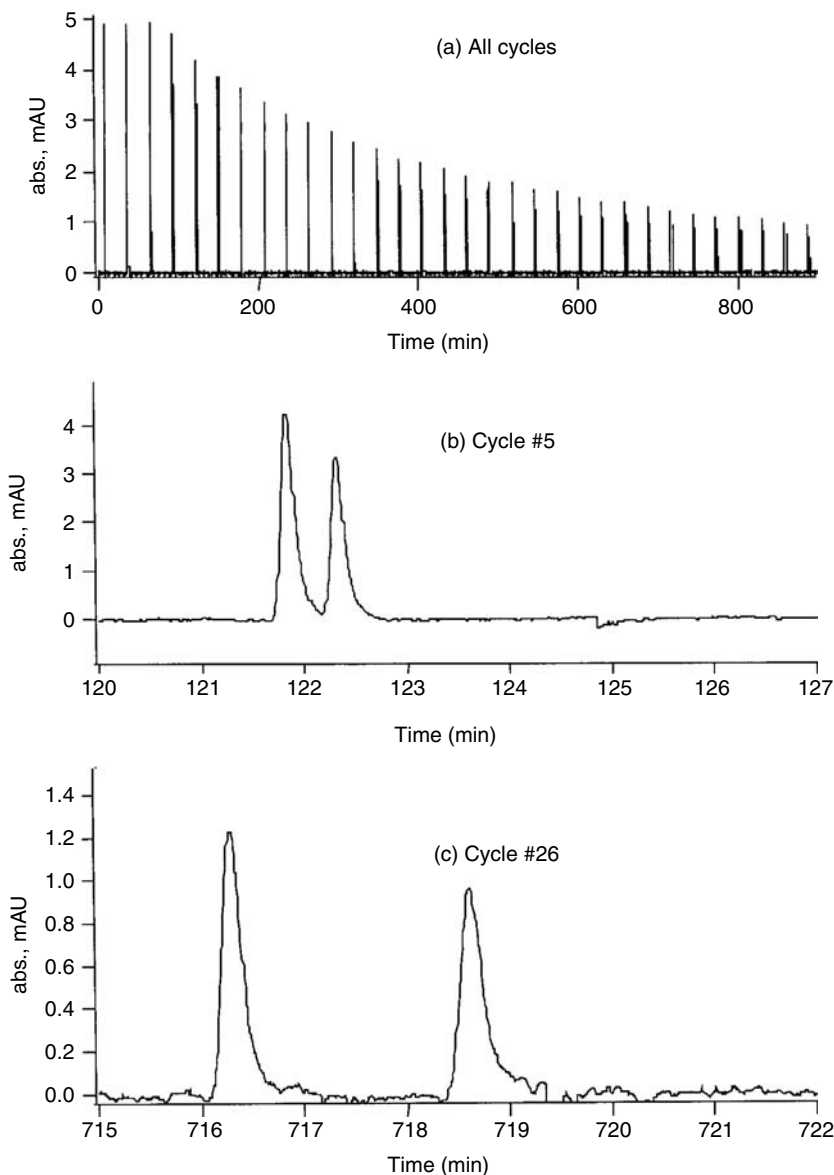 (a) All cycles
abs., mAU
5
4
3
2
1
0
0 200 400 600 800
Time (min)
(b) Cycle #5
abs., mAU
4
3
2
1
0
120 121 122 123 124 125 126 127
Time (min)
(c) Cycle #26
abs., mAU
1.4
1.2
1.0
0.8
0.6
0.4
0.2
0.0
715 716 717 718 719 720 721 722
Time (min)